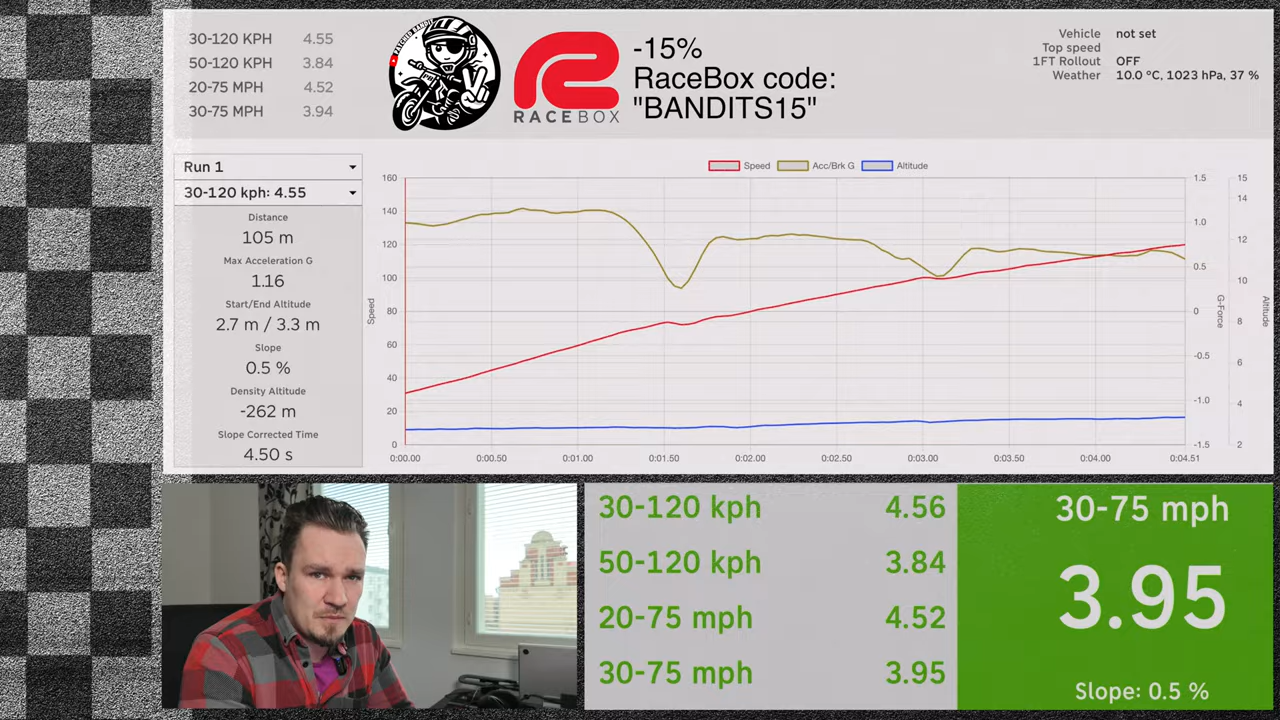 30-120 KPH 4.55
50-120 KPH 3.84
20-75 MPH 4.52
30-75 MPH 3.94
PATCHED BANDIT
RACEBOX
-15%
RaceBox code:
"BANDITS15"
Vehicle not set
Top speed
1FT Rollout OFF
Weather 10.0 °C, 1023 hPa, 37 %
Run 1
30-120 kph: 4.55
Distance
105 m
Max Acceleration G
1.16
Start/End Altitude
2.7 m / 3.3 m
Slope
0.5 %
Density Altitude
-262 m
Slope Corrected Time
4.50 s
Speed Acc/Brk G Altitude
160
140
120
100
80
60
40
20
0
Speed
1.5
1.0
0.5
0
-0.5
-1.0
-1.5
G-Force
15
14
12
10
8
6
4
2
Altitude
0:00.00 0:00.50 0:01.00 0:01.50 0:02.00 0:02.50 0:03.00 0:03.50 0:04.00 0:04.51
30-120 kph 4.56
50-120 kph 3.84
20-75 mph 4.52
30-75 mph 3.95
30-75 mph
3.95
Slope: 0.5 %